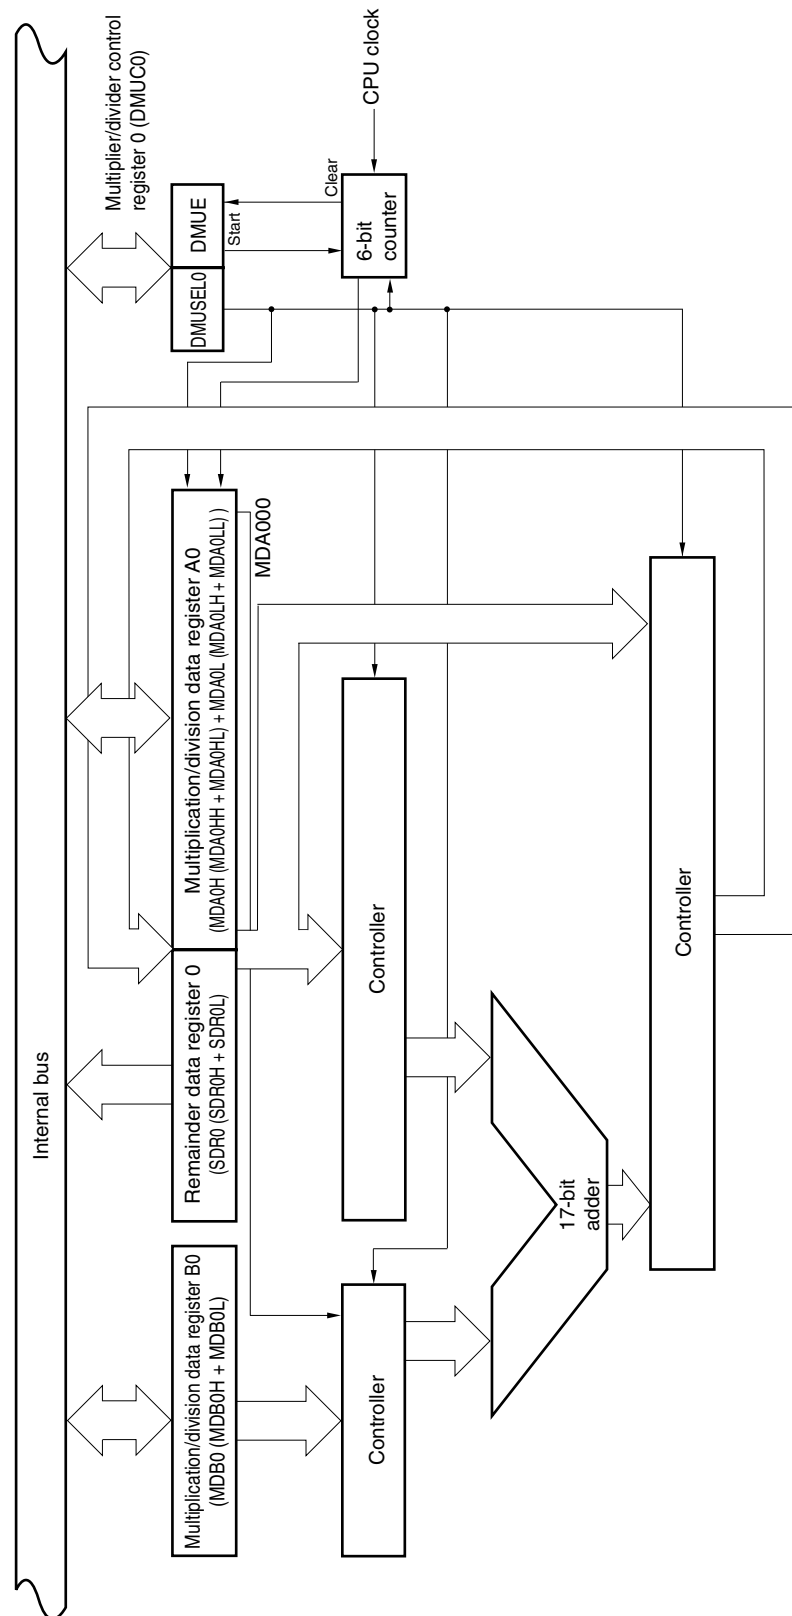 Internal bus
Multiplication/division data register B0
(MDB0 (MDB0H + MDB0L)
Remainder data register 0
(SDR0 (SDR0H + SDR0L)
Multiplication/division data register A0
(MDA0H (MDA0HH + MDA0HL) + MDA0L (MDA0LH + MDA0LL) )
DMUSEL0
DMUE
Multiplier/divider control
register 0 (DMUC0)
Start
Clear
MDA000
Controller
Controller
6-bit
counter
CPU clock
17-bit
adder
Controller